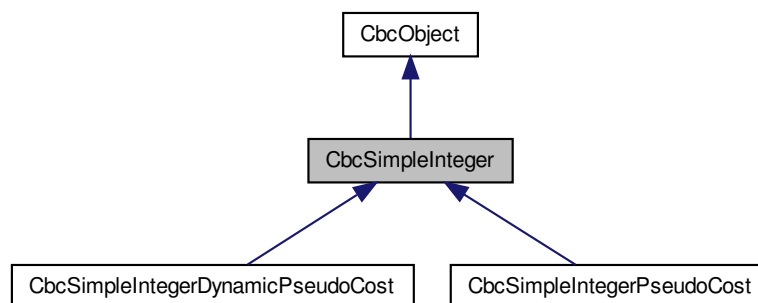 CbcObject
CbcSimpleInteger
CbcSimpleIntegerDynamicPseudoCost
CbcSimpleIntegerPseudoCost